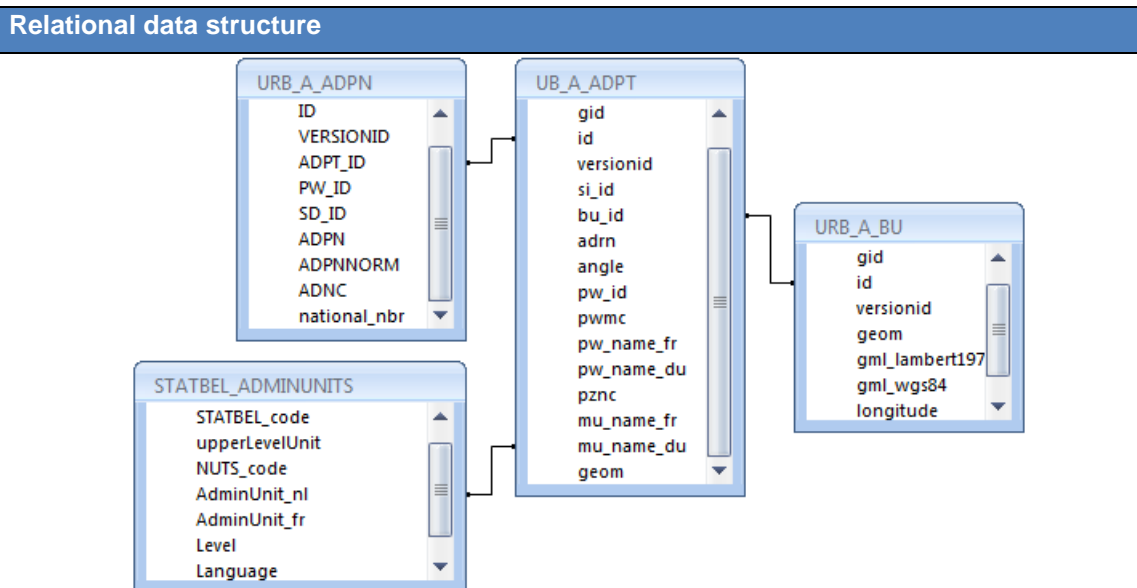 Relational data structure
URB_A_ADPN
ID
VERSIONID
ADPT_ID
PW_ID
SD_ID
ADPN
ADPNNORM
ADNC
national_nbr
UB_A_ADPT
gid
id
versionid
si_id
bu_id
adrn
angle
pw_id
pwmc
pw_name_fr
pw_name_du
pznc
mu_name_fr
mu_name_du
geom
URB_A_BU
gid
id
versionid
geom
gml_lambert197
gml_wgs84
longitude
STATBEL_ADMINUNITS
STATBEL_code
upperLevelUnit
NUTS_code
AdminUnit_nl
AdminUnit_fr
Level
Language